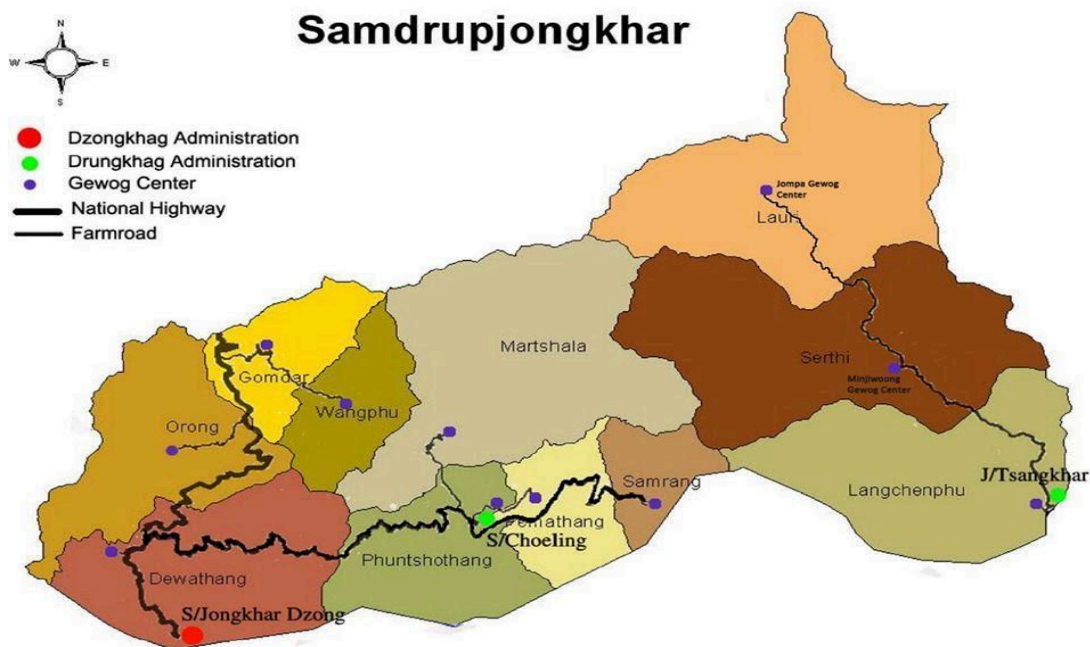 Samdrupjongkhar
N
W
E
S
Dzongkhag Administration
Drungkhag Administration
Gewog Center
National Highway
Farmroad
Jompa Gewog
Center
Lauri
Martshala
Serthi
Minjiwoong
Gewog Center
Gomdar
Wangphu
Orong
J/Tsangkhar
Langchenphu
Samrang
Pemathang
S/Choeling
Phuntshothang
Dewathang
S/Jongkhar Dzong